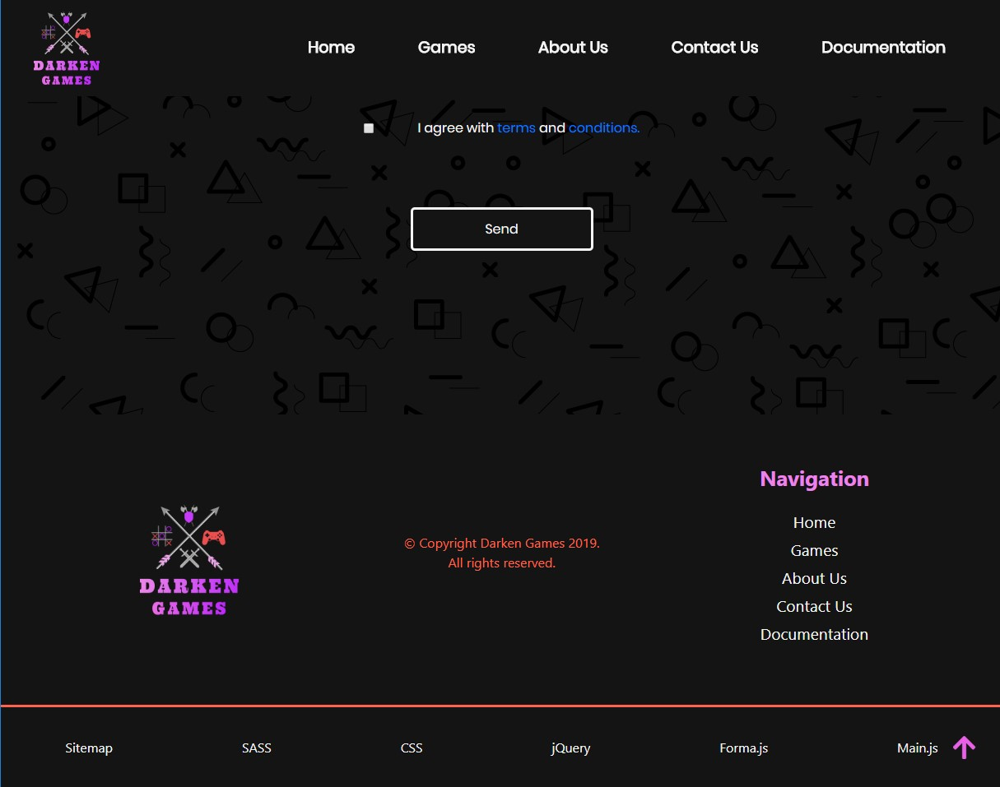 DARKEN
GAMES
Home Games About Us Contact Us Documentation
I agree with terms and conditions.
Send
DARKEN
GAMES
© Copyright Darken Games 2019.
All rights reserved.
Navigation
Home
Games
About Us
Contact Us
Documentation
Sitemap SASS CSS jQuery Forma.js Main.js